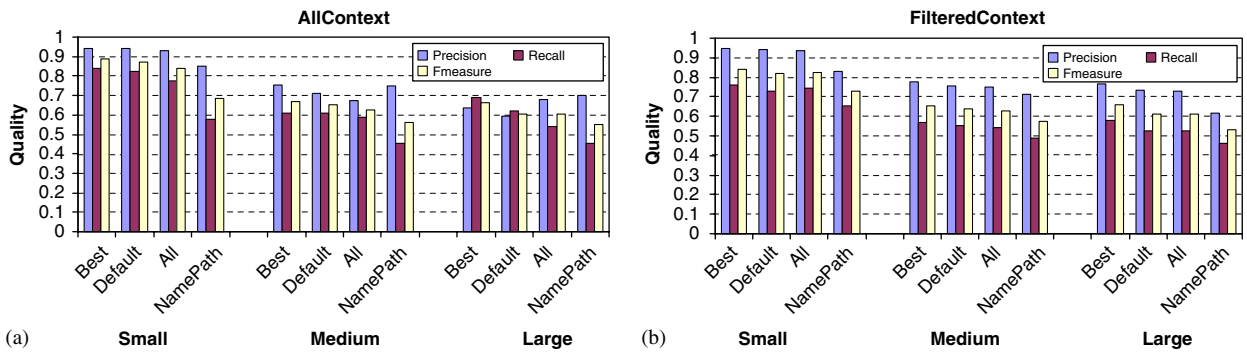 AllContext
Quality
1
0.9
0.8
0.7
0.6
0.5
0.4
0.3
0.2
0.1
0
Precision Recall
Fmeasure
Best Default All NamePath Best Default All NamePath Best Default All NamePath
(a) Small Medium Large
FilteredContext
Quality
1
0.9
0.8
0.7
0.6
0.5
0.4
0.3
0.2
0.1
0
Precision Recall
Fmeasure
Best Default All NamePath Best Default All NamePath Best Default All NamePath
(b) Small Medium Large